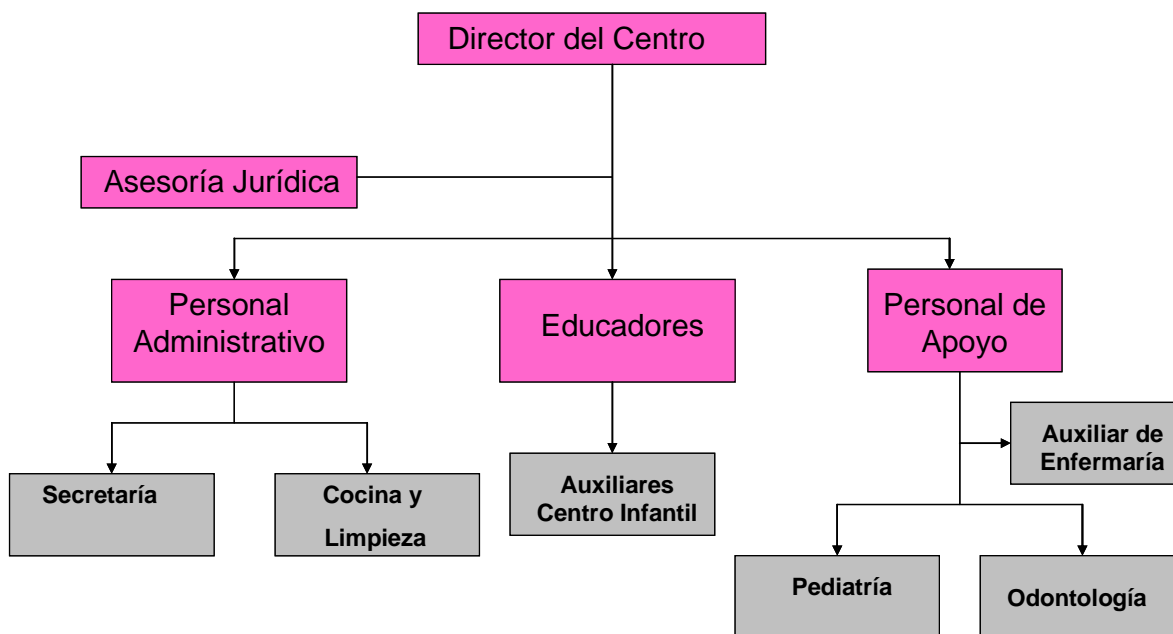 Director del Centro
Asesoría Jurídica
Personal
Administrativo
Educadores
Personal de
Apoyo
Secretaría
Cocina y
Limpieza
Auxiliares
Centro Infantil
Auxiliar de
Enfermaría
Pediatría
Odontología